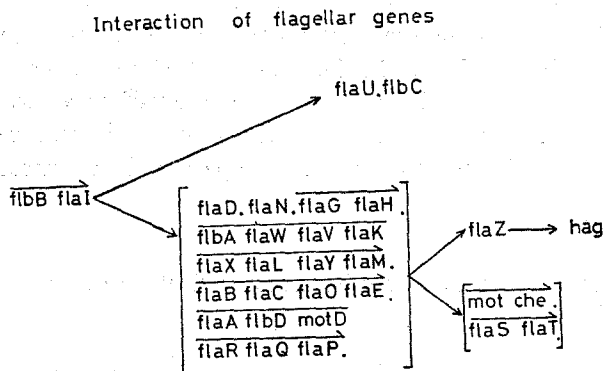 Interaction of flagellar genes
flaU.flbC
flbB flaI
flaD. flaN. flaG flaH.
flbA flaW flaV flaK
flaX flaL flaY flaM.
flaB flaC flaO flaE.
flaA flbD motD
flaR flaQ flaP.
flaZ hag
mot che.
flaS flaT.